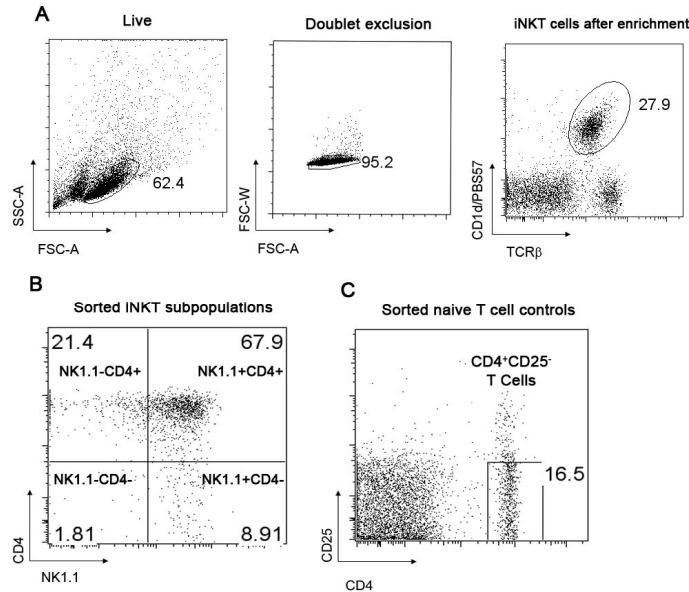 A
Live
Doublet exclusion
iNKT cells after enrichment
62.4
95.2
27.9
SSC-A
FSC-A
FSC-W
FSC-A
CD1d/PBS57
TCRβ
B
Sorted iNKT subpopulations
21.4
67.9
NK1.1-CD4+
NK1.1+CD4+
NK1.1-CD4-
NK1.1+CD4-
1.81
8.91
CD4
NK1.1
C
Sorted naive T cell controls
CD4+CD25-
T Cells
16.5
CD25
CD4